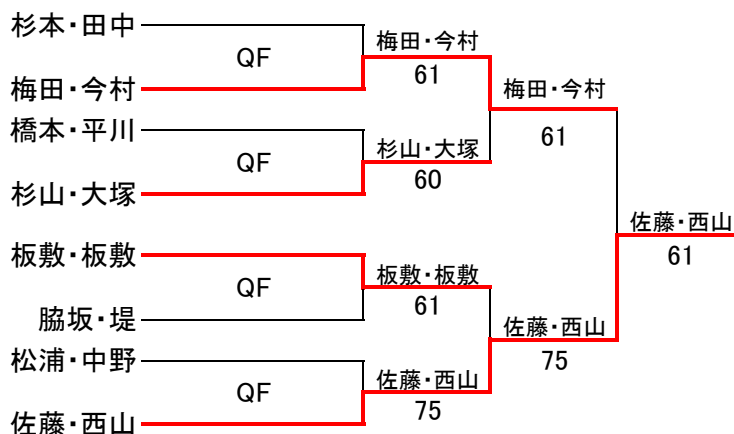 杉本・田中
QF
梅田・今村
梅田・今村
61
橋本・平川
QF
杉山・大塚
杉山・大塚
60
梅田・今村
61
板敷・板敷
QF
脇坂・堤
板敷・板敷
61
松浦・中野
QF
佐藤・西山
佐藤・西山
75
佐藤・西山
75
佐藤・西山
61